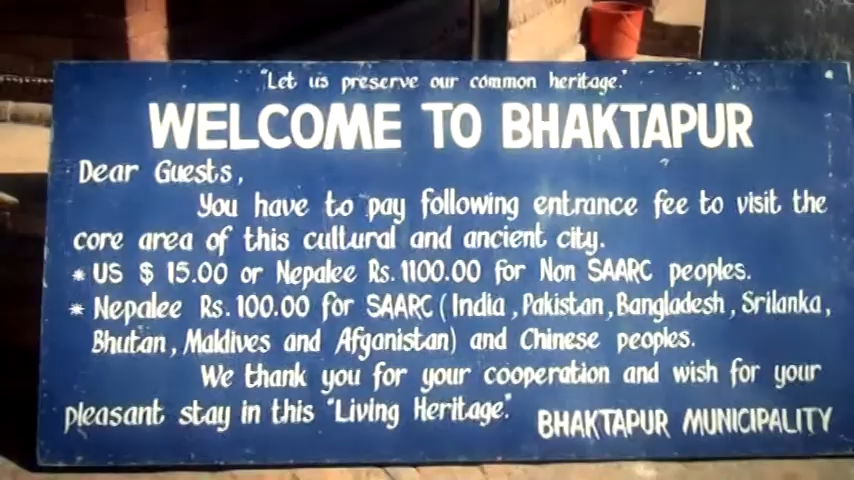 "Let us preserve our common heritage."
WELCOME TO BHAKTAPUR
Dear Guests,
You have to pay following entrance fee to visit the
core area of this cultural and ancient city.
* US $ 15.00 or Nepalee Rs. 1100.00 for Non SAARC peoples.
* Nepalee Rs. 100.00 for SAARC (India, Pakistan, Bangladesh, Srilanka,
Bhutan, Maldives and Afganistan) and Chinese peoples.
We thank you for your cooperation and wish for your
pleasant stay in this "Living Heritage".
BHAKTAPUR MUNICIPALITY